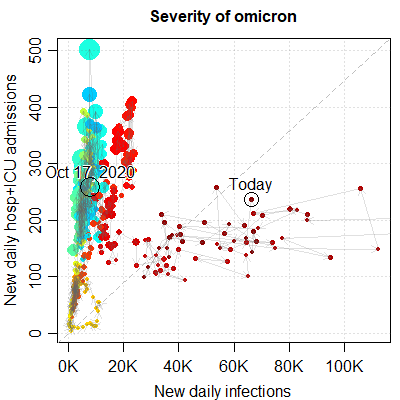 Severity of omicron
New daily hosp+ICU admissions
500
400
300
200
100
0
Oct 17, 2020
Today
0K 20K 40K 60K 80K 100K
New daily infections